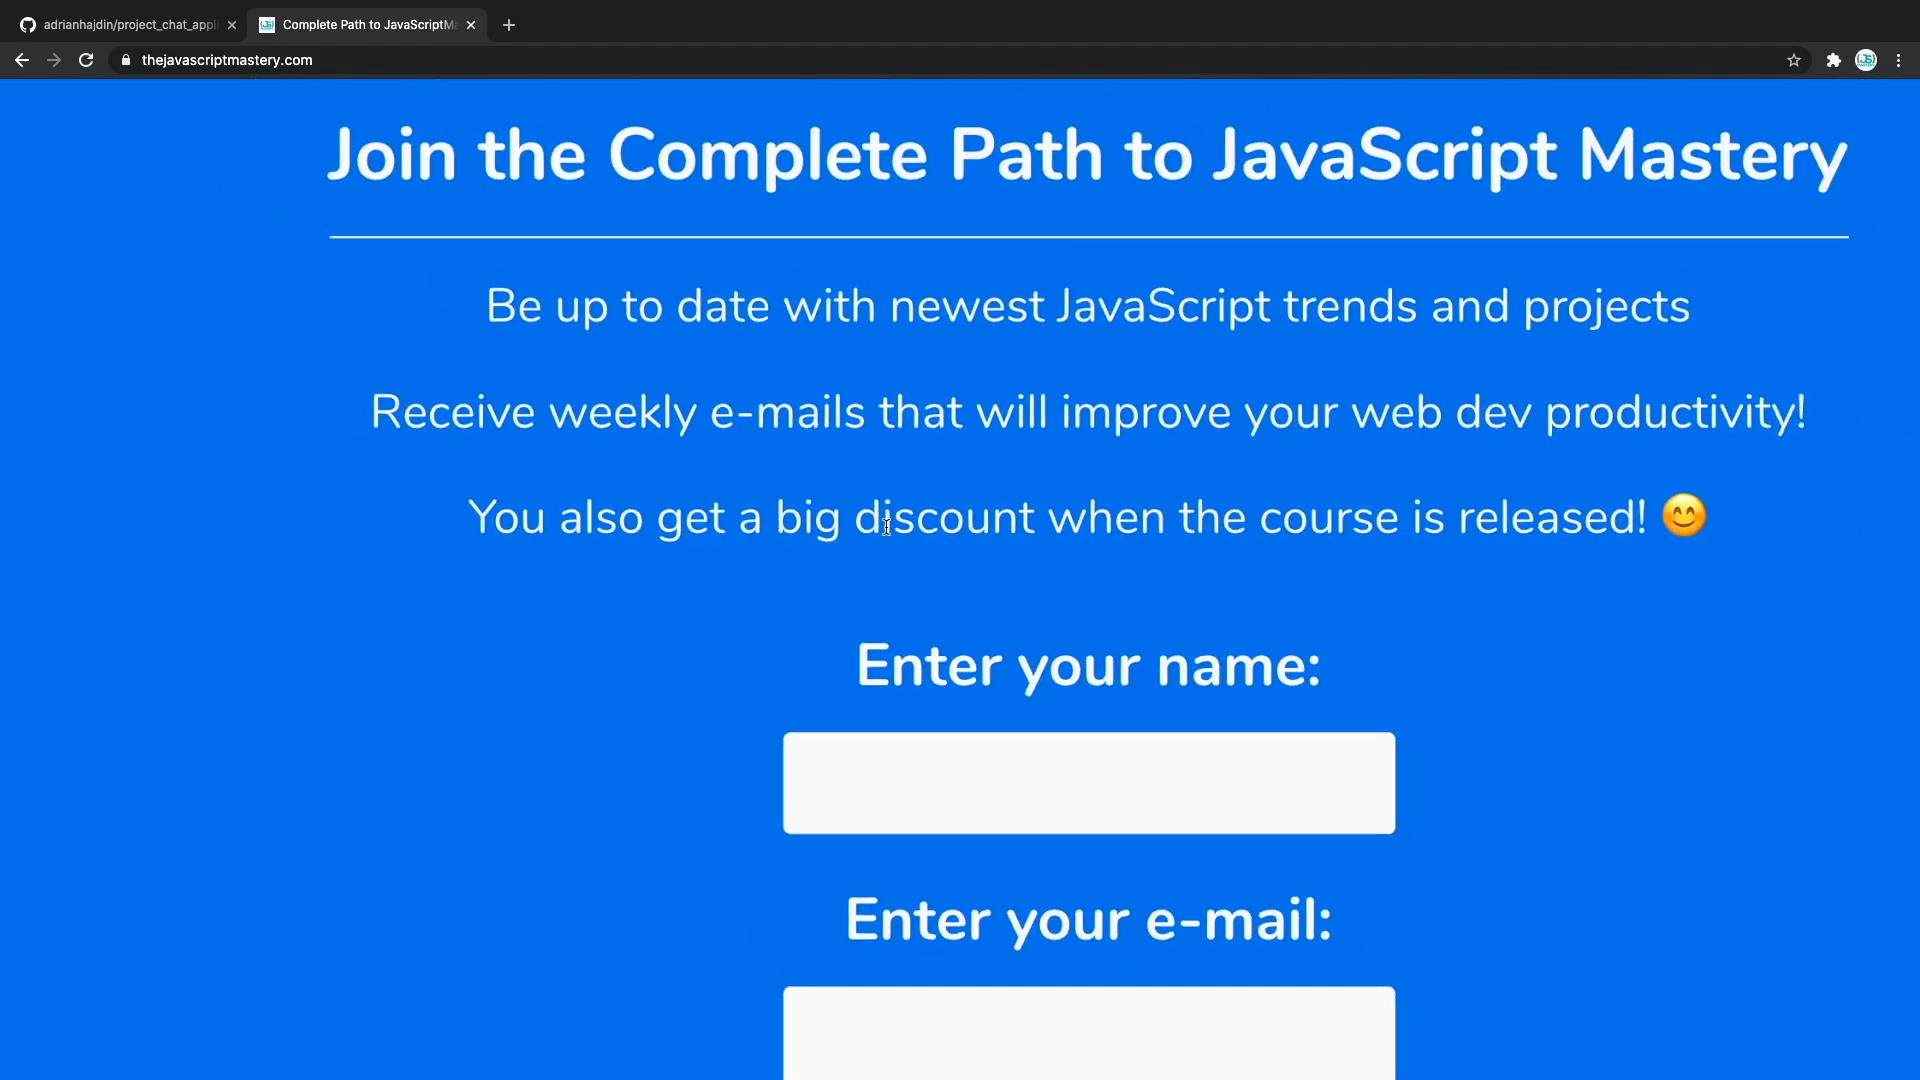 adrianhajdin/project_chat_appl
Complete Path to JavaScriptMa
thejavascriptmastery.com
Join the Complete Path to JavaScript Mastery
Be up to date with newest JavaScript trends and projects
Receive weekly e-mails that will improve your web dev productivity!
You also get a big discount when the course is released! 😊
Enter your name:
Enter your e-mail: